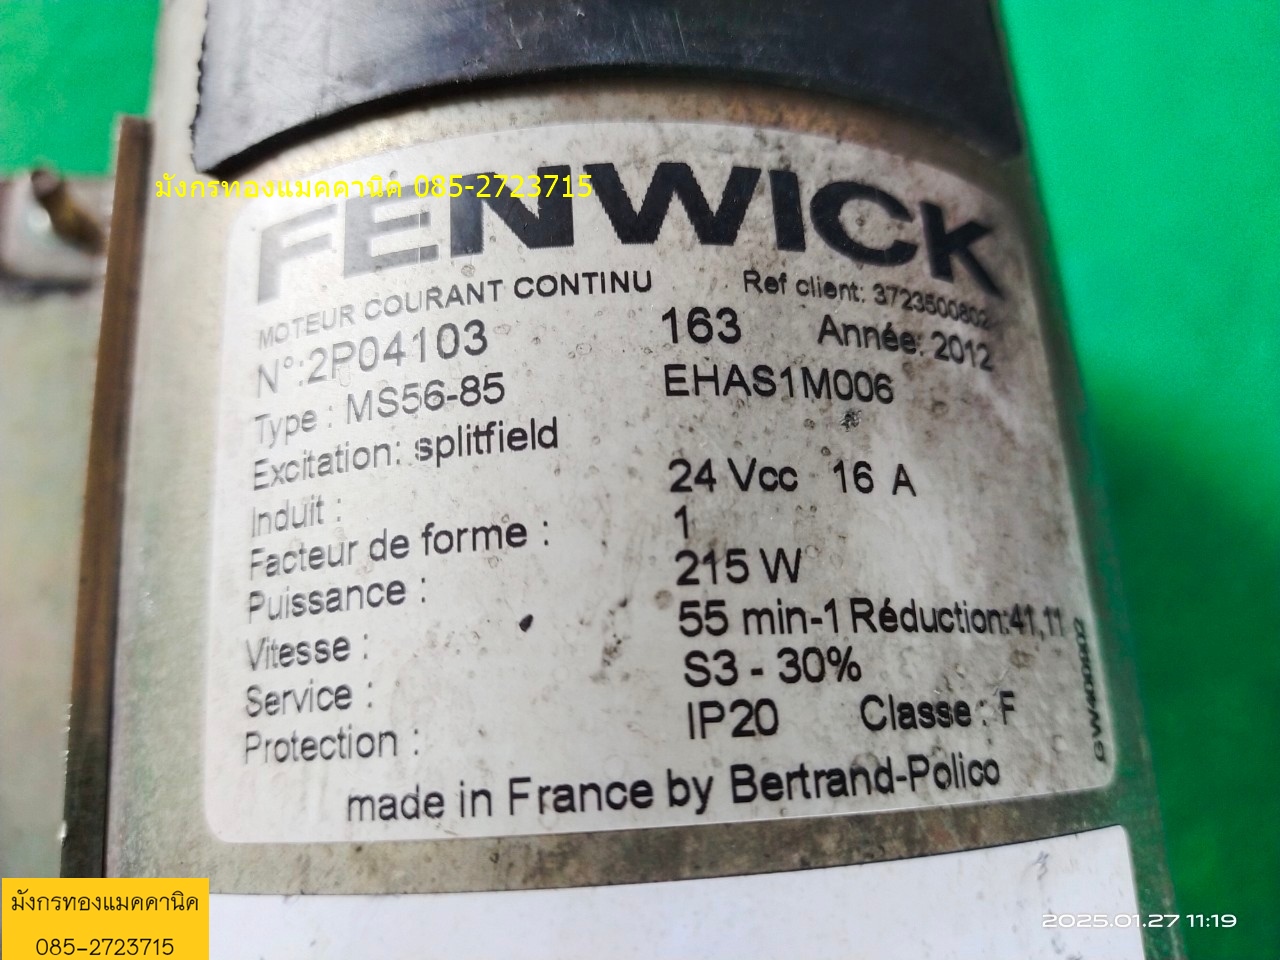 มังกรทองแมคคานิค 085-2723715
FENWICK
MOTEUR COURANT CONTINU Ref client: 3723500802
N°:2P04103 163 Année: 2012
Type : MS56-85 EHAS1M006
Excitation: splitfield
Induit : 24 Vcc 16 A
Facteur de forme : 1
Puissance : 215 W
Vitesse : 55 min-1 Réduction:41,11
Service : S3 - 30%
Protection : IP20 Classe : F
made in France by Bertrand-Polico
มังกรทองแมคคานิค
085-2723715
2025.01.27 11:19